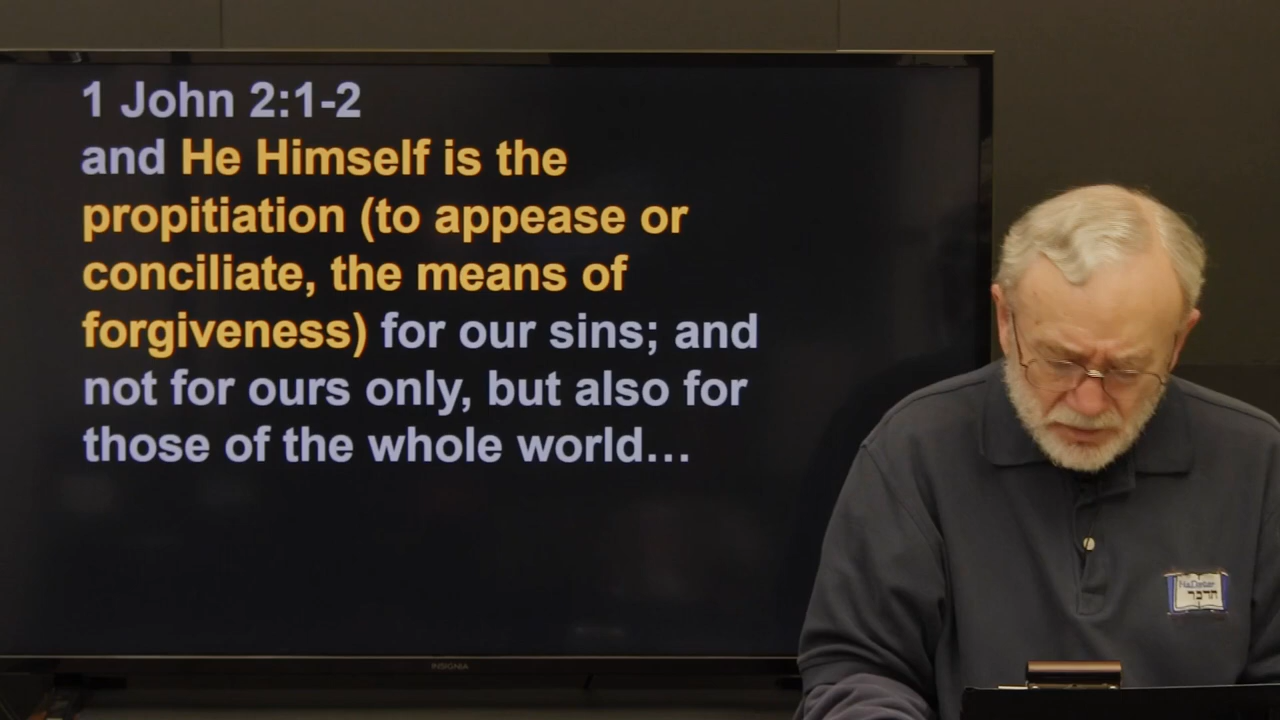 1 John 2:1-2
and He Himself is the
propitiation (to appease or
conciliate, the means of
forgiveness) for our sins; and
not for ours only, but also for
those of the whole world…
INSIGNIA